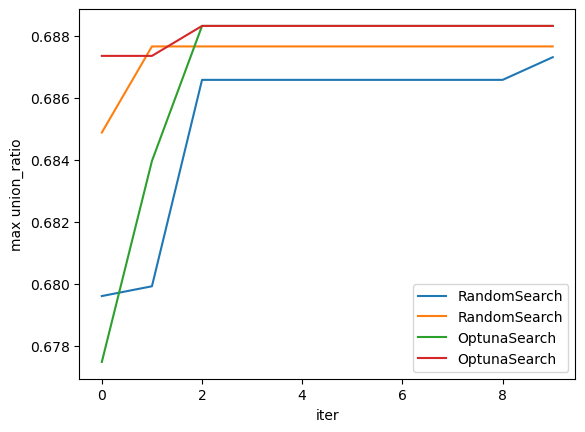 0.688
0.686
0.684
0.682
0.680
0.678
max union_ratio
0 2 4 6 8
iter
RandomSearch
RandomSearch
OptunaSearch
OptunaSearch